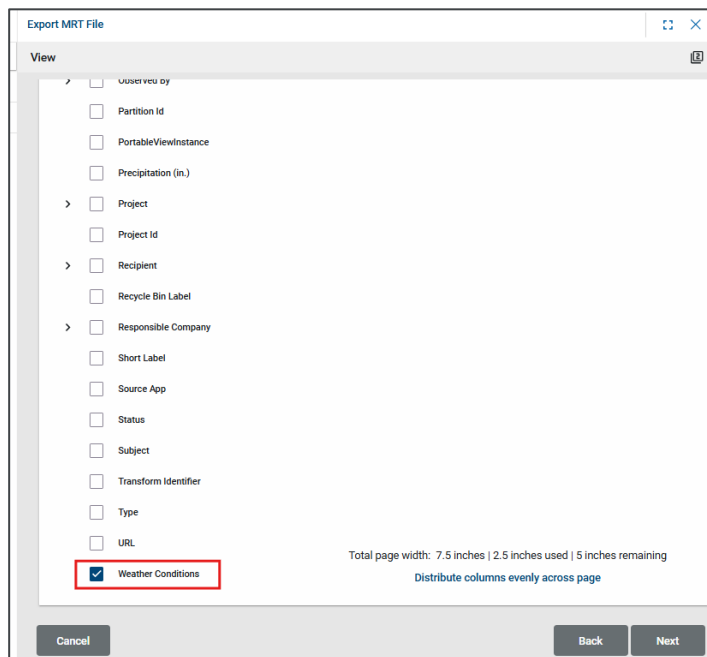 Export MRT File
View
Observed By
Partition Id
PortableViewInstance
Precipitation (in.)
Project
Project Id
Recipient
Recycle Bin Label
Responsible Company
Short Label
Source App
Status
Subject
Transform Identifier
Type
URL
Total page width: 7.5 inches | 2.5 inches used | 5 inches remaining
Weather Conditions
Distribute columns evenly across page
Cancel Back Next